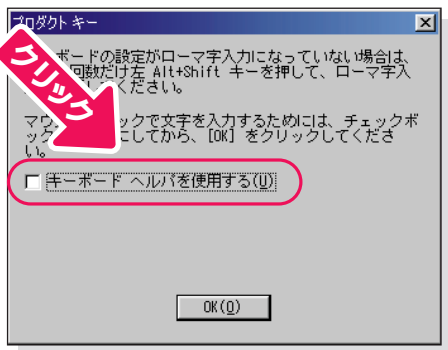 プロダクト キー
ボードの設定がローマ字入力になっていない場合は、
回数だけ左 Alt+Shift キーを押して、ローマ字入
ください。
クリック
マウ
ックで文字を入力するためには、チェックボ
ック
にしてから、[OK] をクリックしてくださ
い。
キーボード ヘルパを使用する(U)
OK(O)